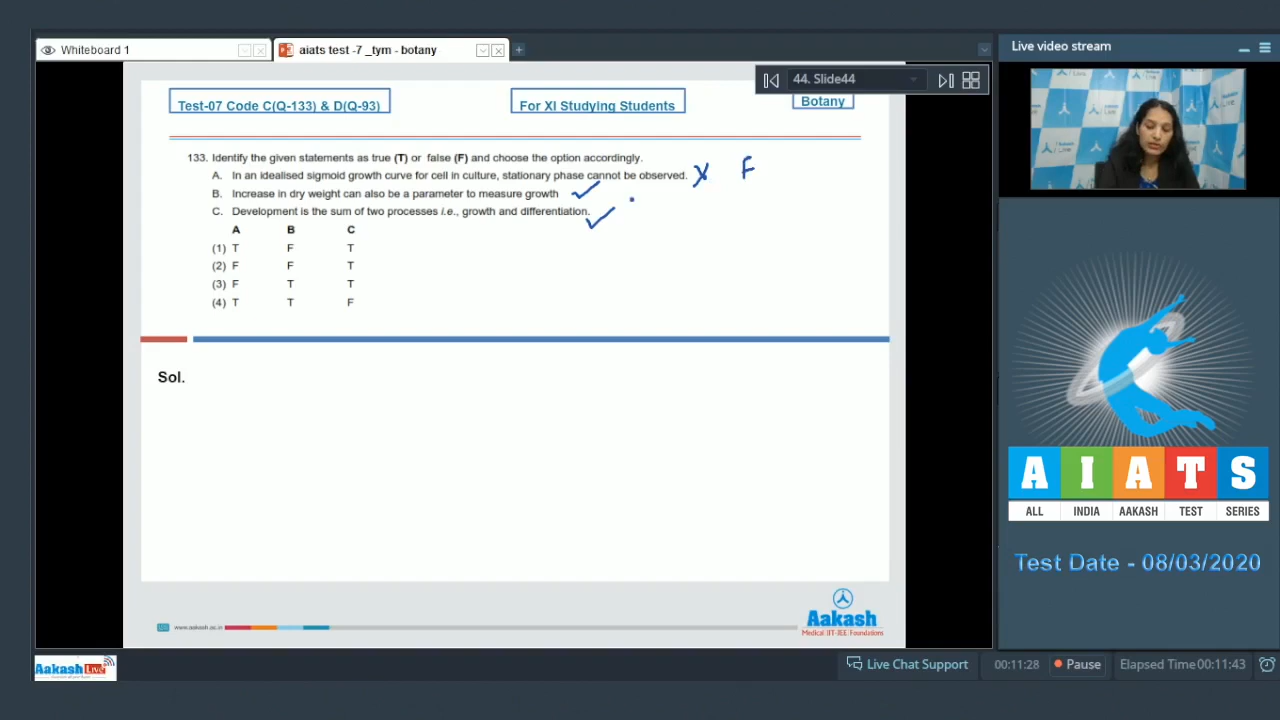 Whiteboard 1
aiats test -7 _tym - botany
Live video stream
44. Slide44
Test-07 Code C(Q-133) & D(Q-93)
For XI Studying Students
Botany
133. Identify the given statements as true (T) or false (F) and choose the option accordingly.
A. In an idealised sigmoid growth curve for cell in culture, stationary phase cannot be observed. X F
B. Increase in dry weight can also be a parameter to measure growth ✓
C. Development is the sum of two processes i.e., growth and differentiation. ✓
A B C
(1) T F T
(2) F F T
(3) F T T
(4) T T F
Sol.
www.aakash.ac.in
Aakash
Medical|IIT-JEE|Foundations
A I A T S
ALL INDIA AAKASH TEST SERIES
Test Date - 08/03/2020
Aakash Live
Live Chat Support
00:11:28
Pause
Elapsed Time 00:11:43